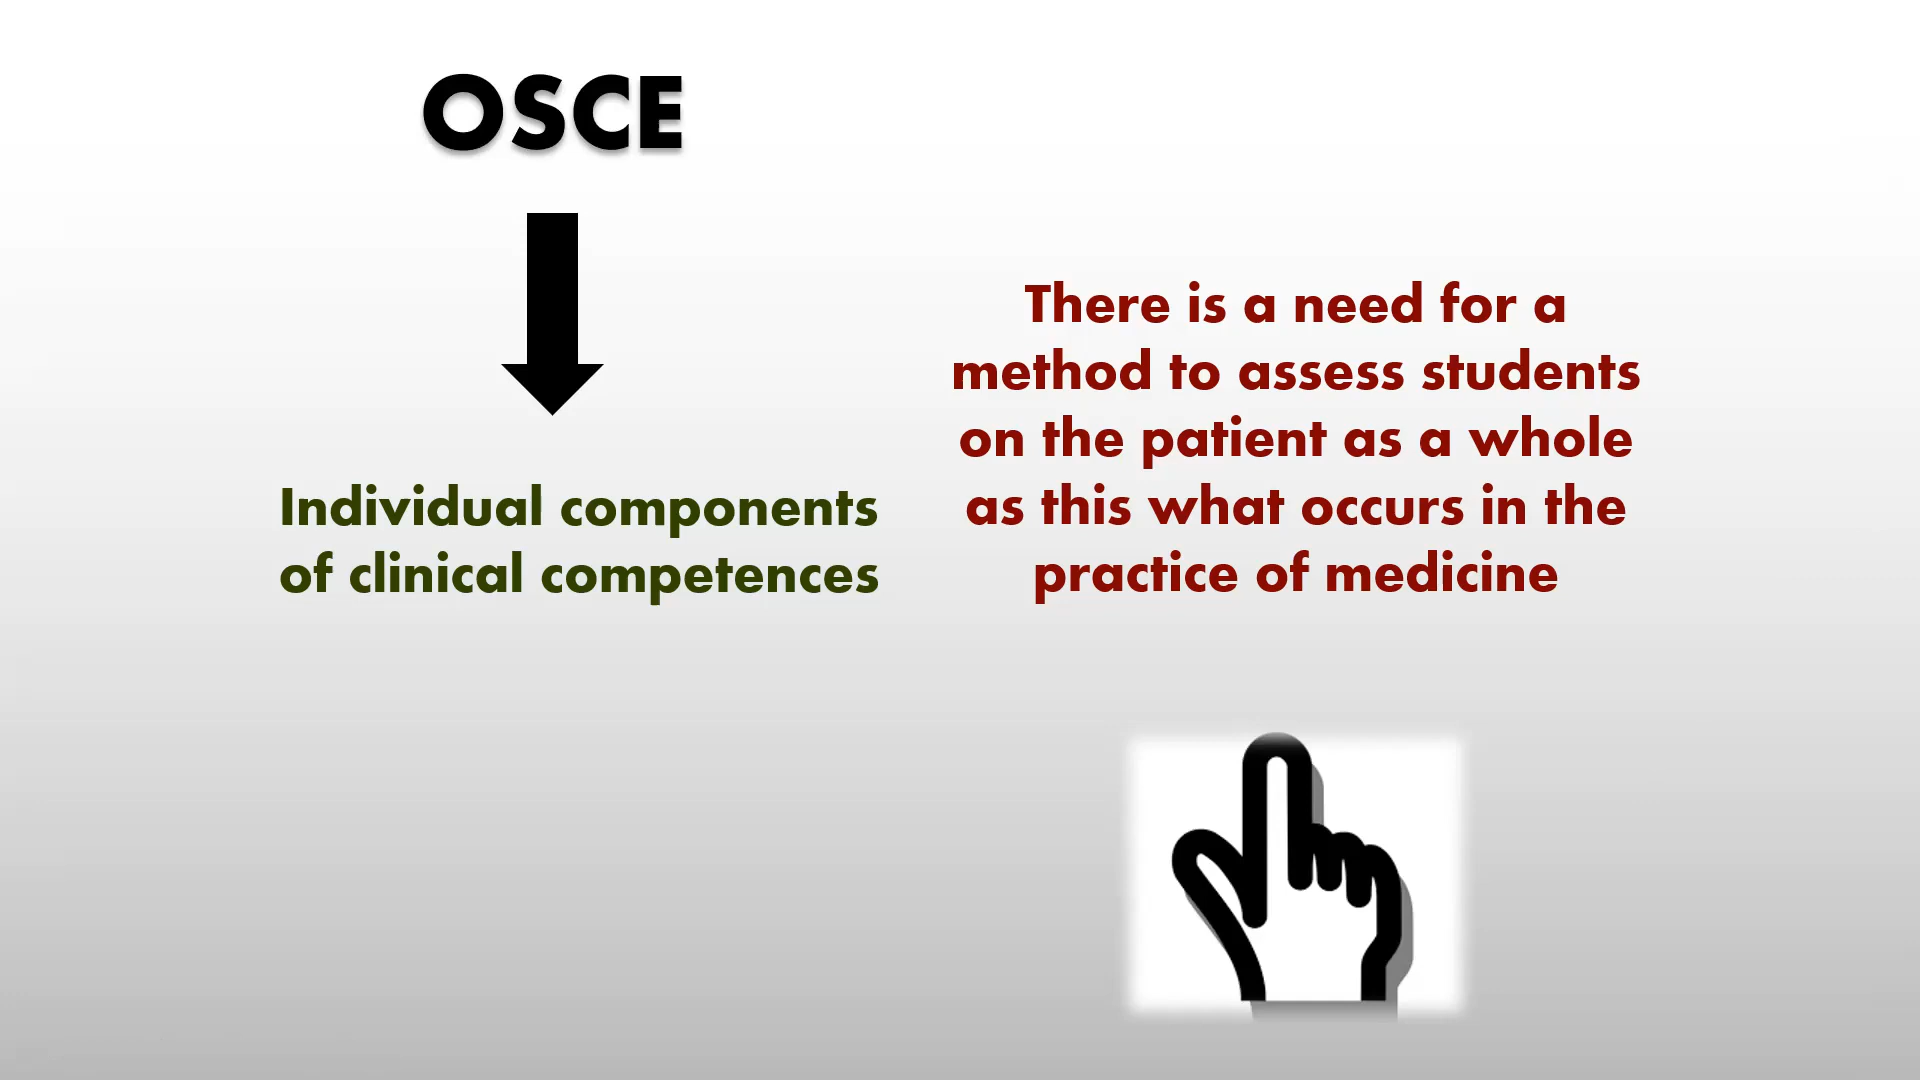 OSCE
Individual components
of clinical competences
There is a need for a
method to assess students
on the patient as a whole
as this what occurs in the
practice of medicine